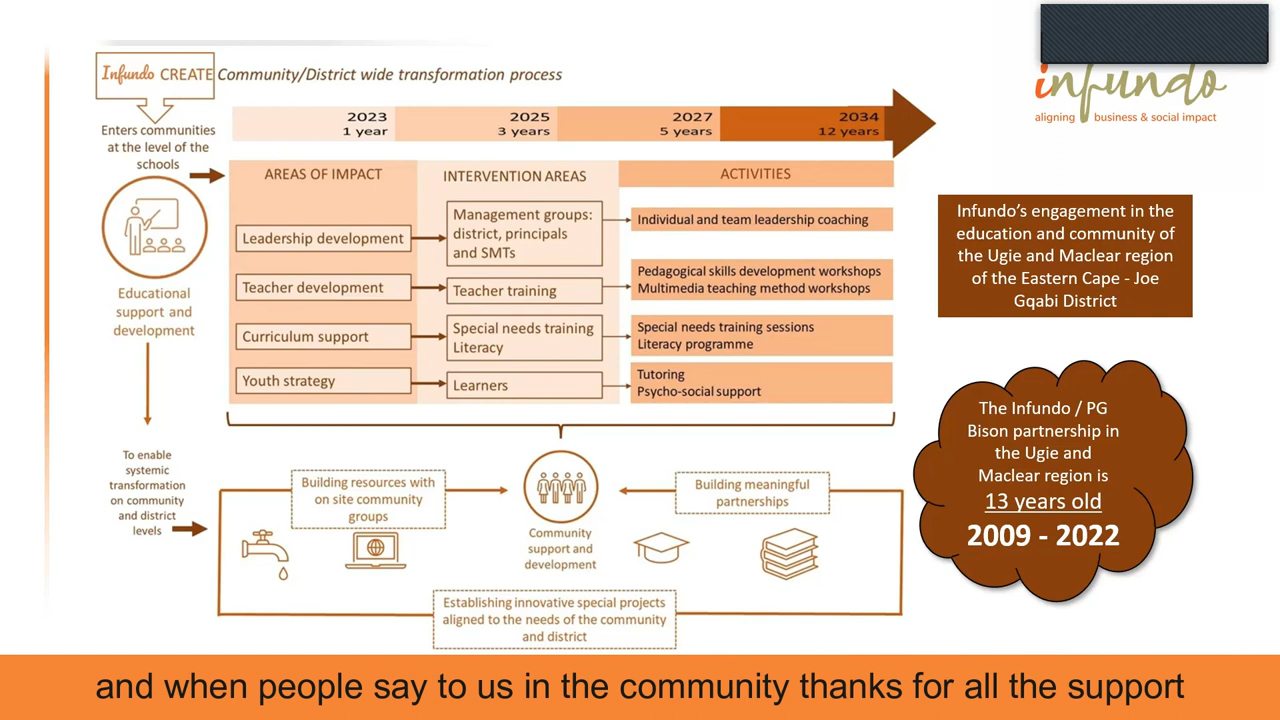 Infundo CREATE Community/District wide transformation process
infundo
aligning business & social impact
Enters communities
at the level of the
schools
2023
1 year
2025
3 years
2027
5 years
2034
12 years
AREAS OF IMPACT
INTERVENTION AREAS
ACTIVITIES
Leadership development
Management groups:
district, principals
and SMTs
Individual and team leadership coaching
Teacher development
Teacher training
Pedagogical skills development workshops
Multimedia teaching method workshops
Curriculum support
Special needs training
Literacy
Special needs training sessions
Literacy programme
Youth strategy
Learners
Tutoring
Psycho-social support
Educational
support and
development
To enable
systemic
transformation
on community
and district
levels
Building resources with
on site community
groups
Community
support and
development
Building meaningful
partnerships
Establishing innovative special projects
aligned to the needs of the community
and district
Infundo's engagement in the
education and community of
the Ugie and Maclear region
of the Eastern Cape - Joe
Gqabi District
The Infundo / PG
Bison partnership in
the Ugie and
Maclear region is
13 years old
2009 - 2022
and when people say to us in the community thanks for all the support